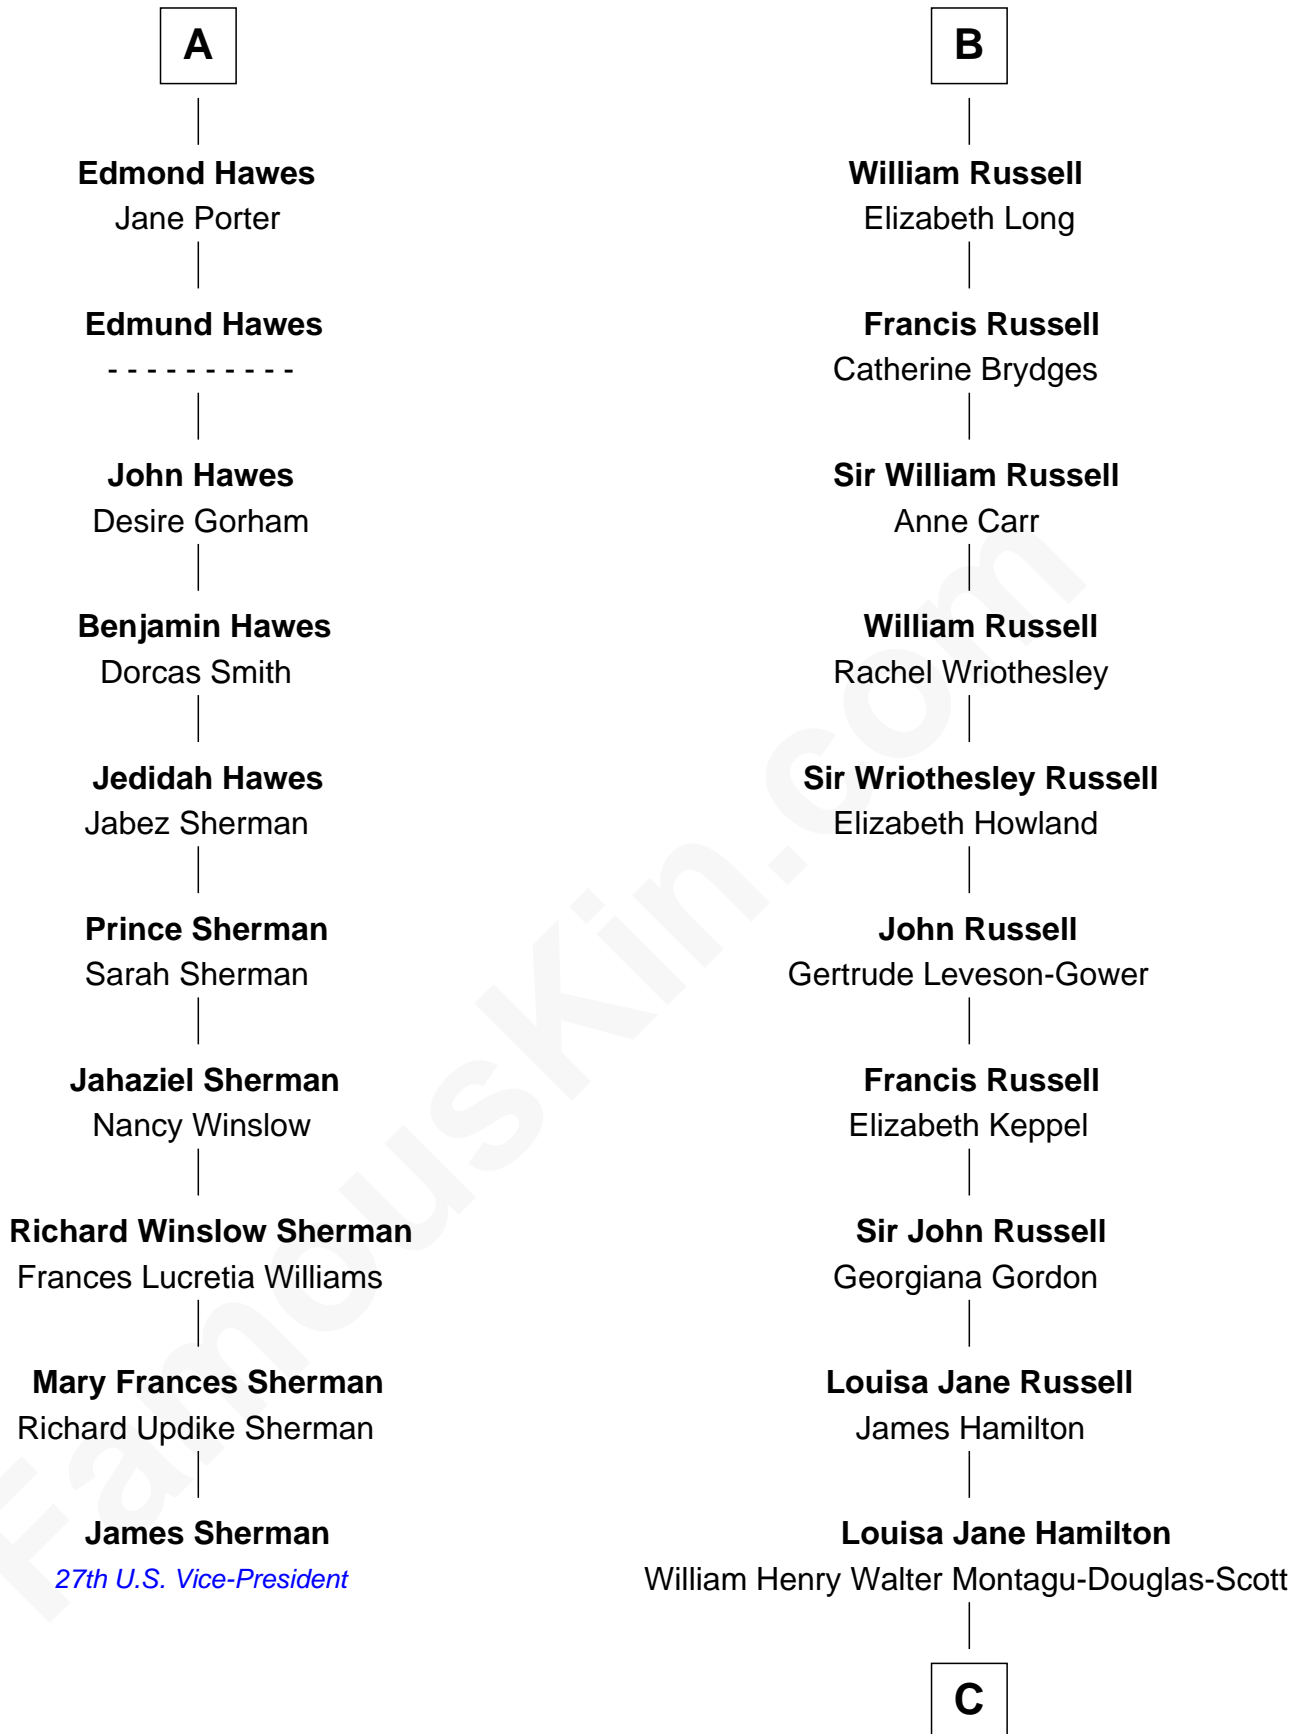 A
Edmond Hawes
Jane Porter
Edmund Hawes
- - - - - - - - - -
John Hawes
Desire Gorham
Benjamin Hawes
Dorcas Smith
Jedidah Hawes
Jabez Sherman
Prince Sherman
Sarah Sherman
Jahaziel Sherman
Nancy Winslow
Richard Winslow Sherman
Frances Lucretia Williams
Mary Frances Sherman
Richard Updike Sherman
James Sherman
27th U.S. Vice-President
B
William Russell
Elizabeth Long
Francis Russell
Catherine Brydges
Sir William Russell
Anne Carr
William Russell
Rachel Wriothesley
Sir Wriothesley Russell
Elizabeth Howland
John Russell
Gertrude Leveson-Gower
Francis Russell
Elizabeth Keppel
Sir John Russell
Georgiana Gordon
Louisa Jane Russell
James Hamilton
Louisa Jane Hamilton
William Henry Walter Montagu-Douglas-Scott
C
FamousKin.com